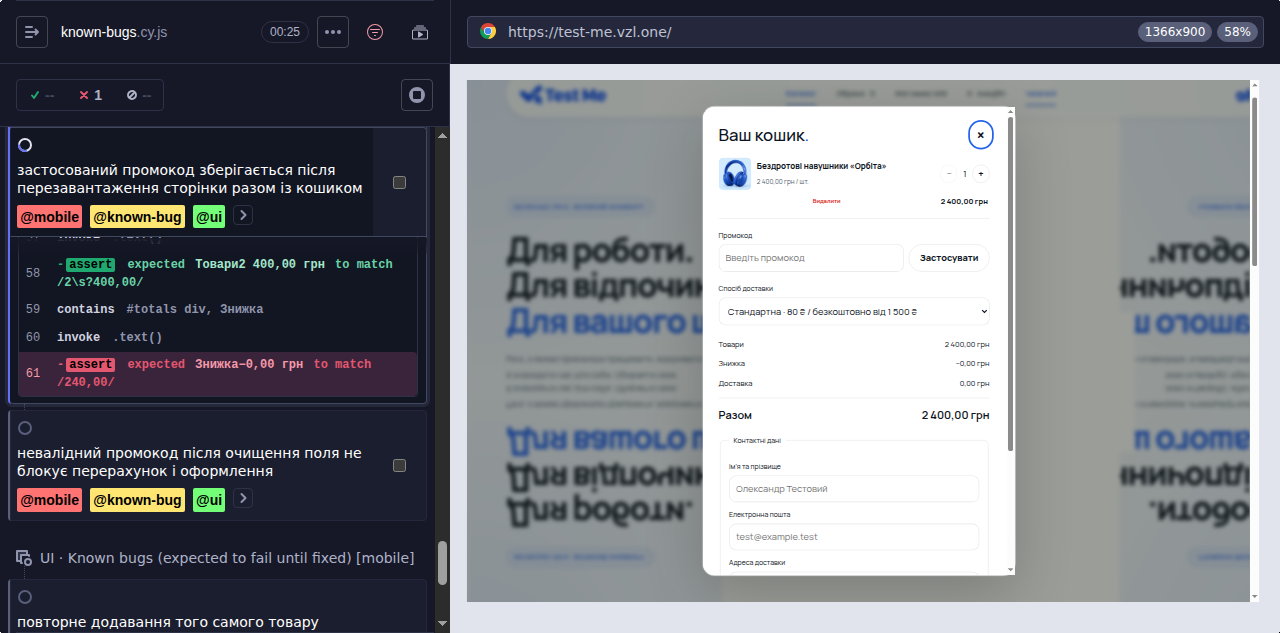 known-bugs.cy.js
00:25
https://test-me.vzl.one/
1366x900
58%
--
1
--
застосований промокод зберігається після
перезавантаження сторінки разом із кошиком
@mobile
@known-bug
@ui
58
-assert expected Товари2 400,00 грн to match
/2\s?400,00/
59
contains #totals div, Знижка
60
invoke .text()
61
-assert expected Знижка−0,00 грн to match
/240,00/
невалідний промокод після очищення поля не
блокує перерахунок і оформлення
@mobile
@known-bug
@ui
UI · Known bugs (expected to fail until fixed) [mobile]
повторне додавання того самого товару
Test Me
Для роботи.
Для відпочин
Для вашого
Ваш кошик.
×
Бездротові навушники «Орбіта»
2 400,00 грн / шт.
− 1 +
Видалити
2 400,00 грн
Промокод
Введіть промокод
Застосувати
Спосіб доставки
Стандартна · 80 ₴ / безкоштовно від 1 500 ₴
Товари
2 400,00 грн
Знижка
−0,00 грн
Доставка
0,00 грн
Разом
2 400,00 грн
Контактні дані
Ім'я та прізвище
Олександр Тестовий
Електронна пошта
test@example.test
Адреса доставки